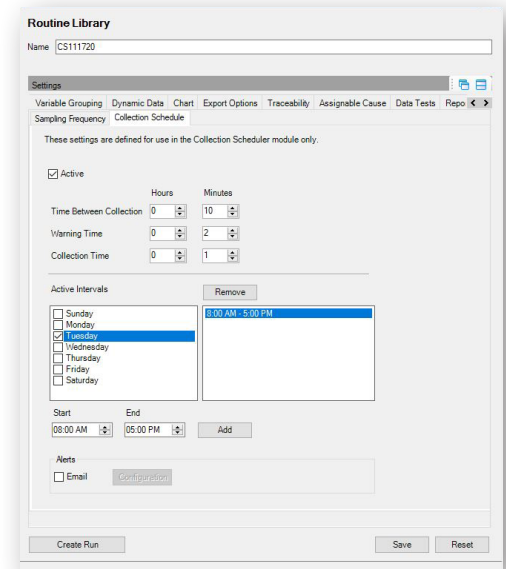 Routine Library
Name CS111720
Settings
Variable Grouping Dynamic Data Chart Export Options Traceability Assignable Cause Data Tests Repo
Sampling Frequency Collection Schedule
These settings are defined for use in the Collection Scheduler module only.
Active
Hours Minutes
Time Between Collection 0 10
Warning Time 0 2
Collection Time 0 1
Active Intervals Remove
Sunday 8:00 AM - 5:00 PM
Monday
Tuesday
Wednesday
Thursday
Friday
Saturday
Start End
08:00 AM 05:00 PM Add
Alerts
Email Configuration
Create Run Save Reset